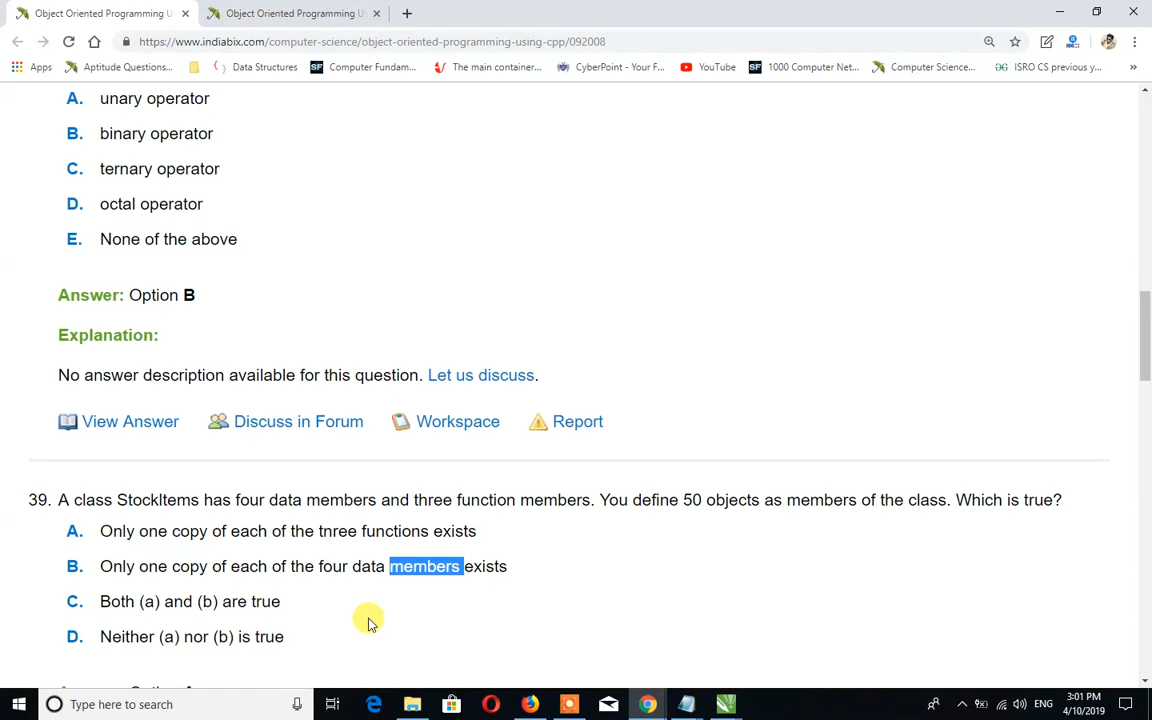 Object Oriented Programming U
Object Oriented Programming U
https://www.indiabix.com/computer-science/object-oriented-programming-using-cpp/092008
Apps
Aptitude Questions...
Data Structures
Computer Fundam...
The main container...
CyberPoint - Your F...
YouTube
1000 Computer Net...
Computer Science...
ISRO CS previous y...
»
A. unary operator
B. binary operator
C. ternary operator
D. octal operator
E. None of the above
Answer: Option B
Explanation:
No answer description available for this question. Let us discuss.
View Answer Discuss in Forum Workspace Report
39. A class StockItems has four data members and three function members. You define 50 objects as members of the class. Which is true?
A. Only one copy of each of the tnree functions exists
B. Only one copy of each of the four data members exists
C. Both (a) and (b) are true
D. Neither (a) nor (b) is true
Type here to search
ENG
3:01 PM
4/10/2019